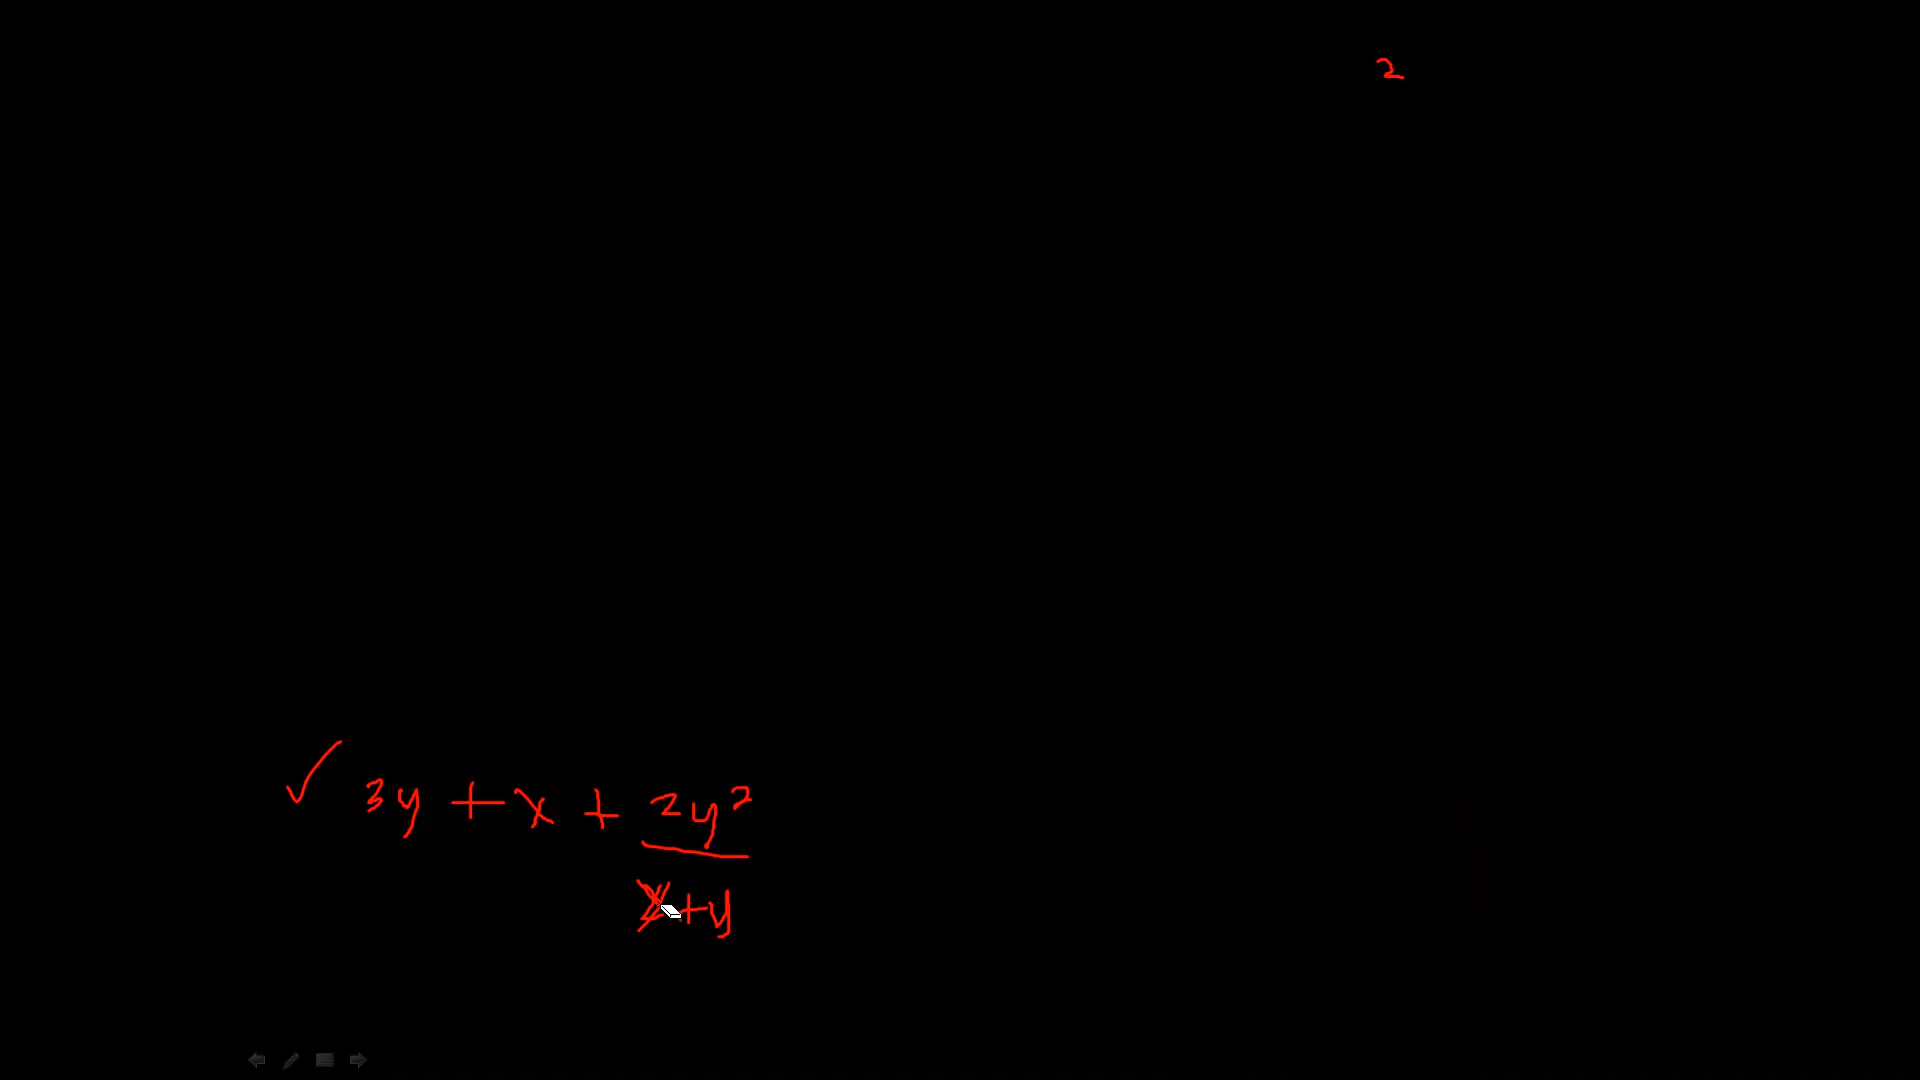 2
✓ 3y + x + 2y²
+y